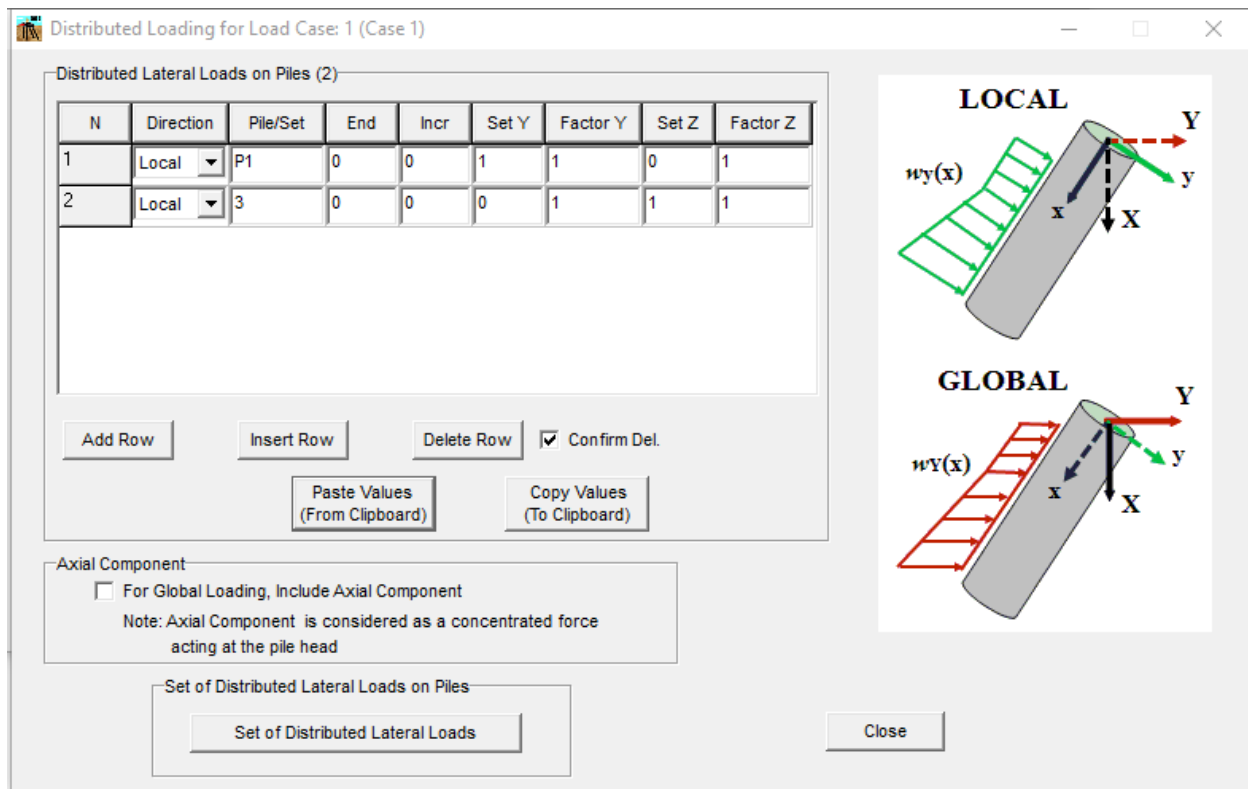 Distributed Loading for Load Case: 1 (Case 1)
Distributed Lateral Loads on Piles (2)
N Direction Pile/Set End Incr Set Y Factor Y Set Z Factor Z
1 Local P1 0 0 1 1 0 1
2 Local 3 0 0 0 1 1 1
Add Row Insert Row Delete Row Confirm Del.
Paste Values
(From Clipboard)
Copy Values
(To Clipboard)
Axial Component
For Global Loading, Include Axial Component
Note: Axial Component is considered as a concentrated force
acting at the pile head
Set of Distributed Lateral Loads on Piles
Set of Distributed Lateral Loads
Close
LOCAL
Y
wy(x)
y
x
X
GLOBAL
Y
wY(x)
y
x
X